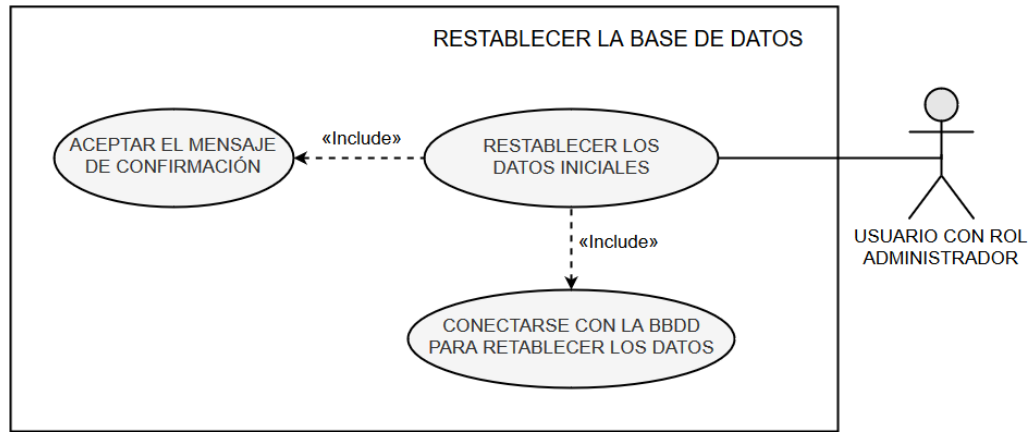 RESTABLECER LA BASE DE DATOS
ACEPTAR EL MENSAJE
DE CONFIRMACIÓN
«Include»
RESTABLECER LOS
DATOS INICIALES
«Include»
CONECTARSE CON LA BBDD
PARA RETABLECER LOS DATOS
USUARIO CON ROL
ADMINISTRADOR